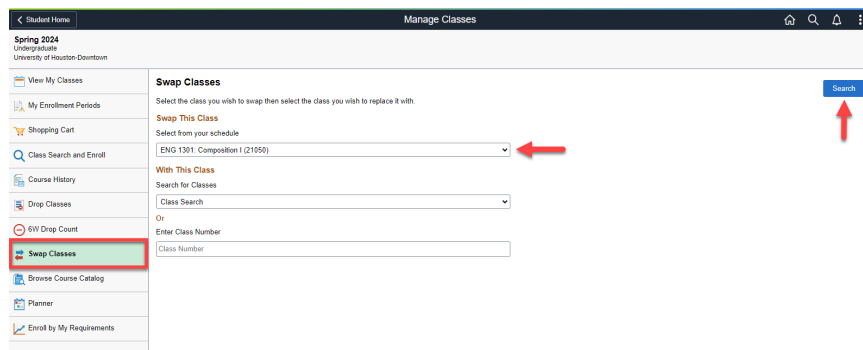 Student Home
Manage Classes
Spring 2024
Undergraduate
University of Houston-Downtown
View My Classes
My Enrollment Periods
Shopping Cart
Class Search and Enroll
Course History
Drop Classes
6W Drop Count
Swap Classes
Browse Course Catalog
Planner
Enroll by My Requirements
Swap Classes
Search
Select the class you wish to swap then select the class you wish to replace it with.
Swap This Class
Select from your schedule
ENG 1301: Composition I (21050)
With This Class
Search for Classes
Class Search
Or
Enter Class Number
Class Number